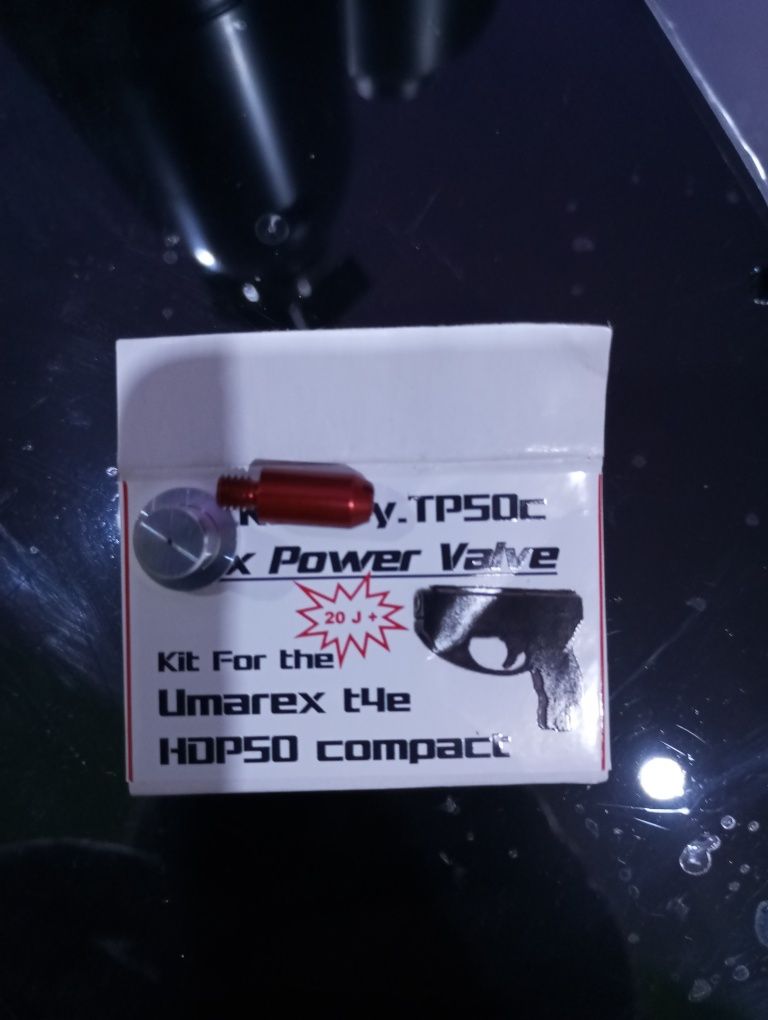 y.TP50c
x Power Valve
20 J +
Kit For the
Umarex t4e
HDP50 compact